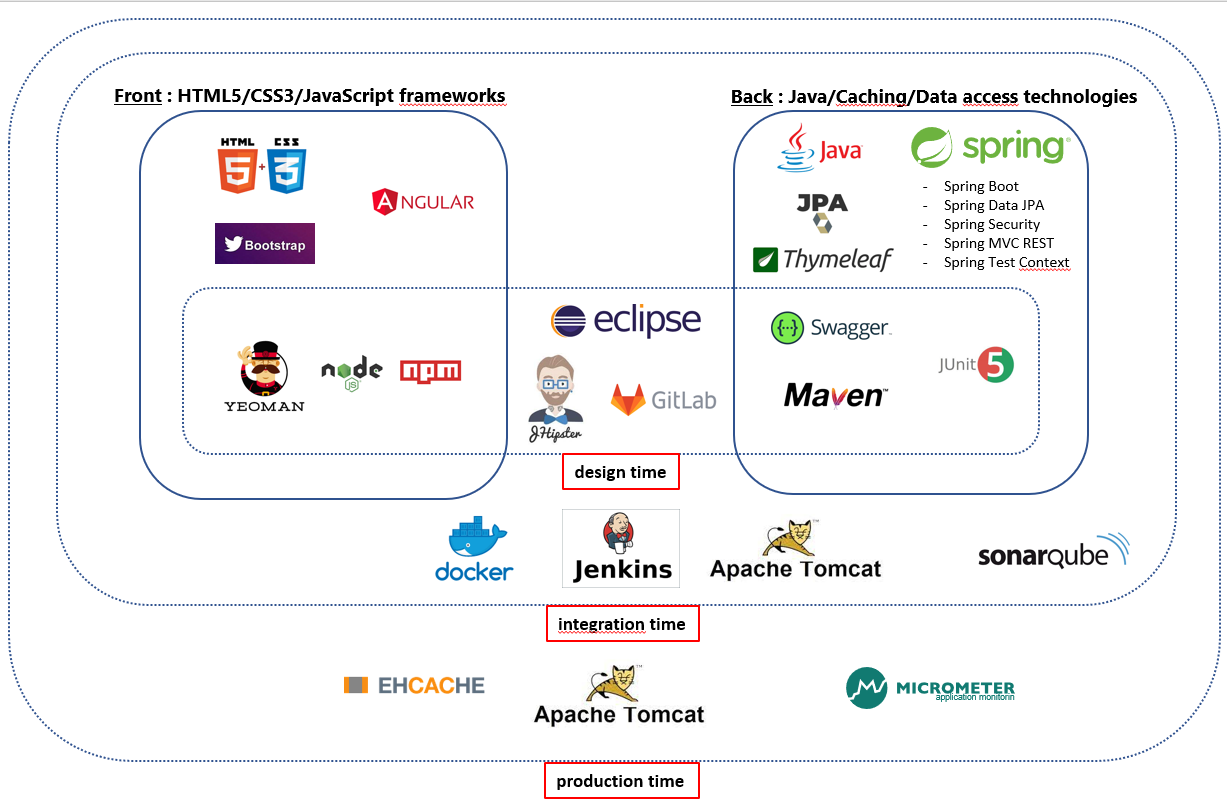 Front : HTML5/CSS3/JavaScript frameworks
Back : Java/Caching/Data access technologies
HTML CSS
5 + 3
ANGULAR
Bootstrap
Java
spring
JPA
Thymeleaf
- Spring Boot
- Spring Data JPA
- Spring Security
- Spring MVC REST
- Spring Test Context
eclipse
Swagger
YEOMAN
node
JS
npm
JHipster
GitLab
Maven™
JUnit 5
design time
docker
Jenkins
Apache Tomcat
™
sonarqube
integration time
EHCACHE
Apache Tomcat
™
MICROMETER
application monitorin
production time